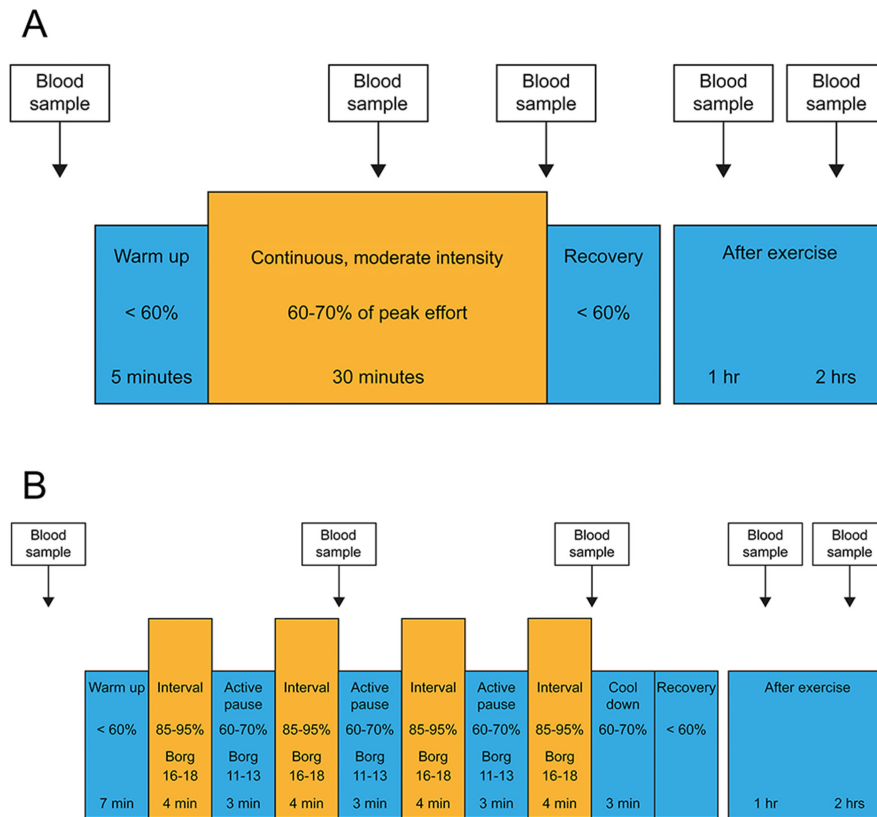 A
Blood
sample
Blood
sample
Blood
sample
Blood
sample
Blood
sample
Warm up
< 60%
5 minutes
Continuous, moderate intensity
60-70% of peak effort
30 minutes
Recovery
< 60%
After exercise
1 hr
2 hrs
B
Blood
sample
Blood
sample
Blood
sample
Blood
sample
Blood
sample
Warm up
< 60%
7 min
Interval
85-95%
Borg
16-18
4 min
Active
pause
60-70%
Borg
11-13
3 min
Interval
85-95%
Borg
16-18
4 min
Active
pause
60-70%
Borg
11-13
3 min
Interval
85-95%
Borg
16-18
4 min
Active
pause
60-70%
Borg
11-13
3 min
Interval
85-95%
Borg
16-18
4 min
Cool
down
60-70%
3 min
Recovery
< 60%
After exercise
1 hr
2 hrs